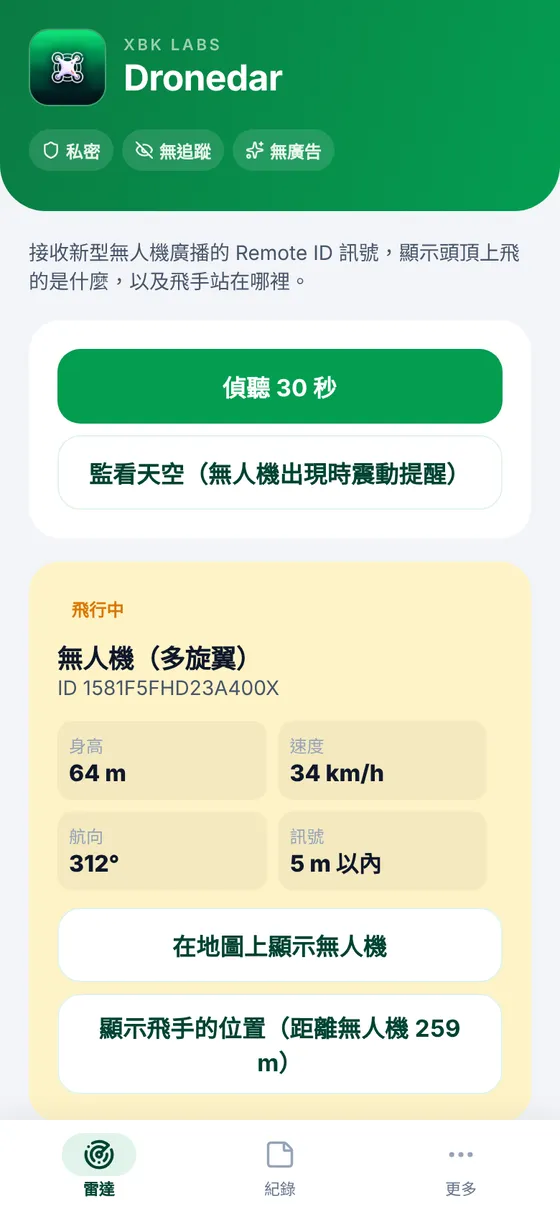 XBK LABS
Dronedar
私密
無追蹤
無廣告
接收新型無人機廣播的 Remote ID 訊號，顯示頭頂上飛
的是什麼，以及飛手站在哪裡。
偵聽 30 秒
監看天空（無人機出現時震動提醒）
飛行中
無人機（多旋翼）
ID 1581F5FHD23A400X
身高
速度
64 m
34 km/h
航向
訊號
312°
5 m 以內
在地圖上顯示無人機
顯示飛手的位置（距離無人機 259
m）
雷達
紀錄
更多